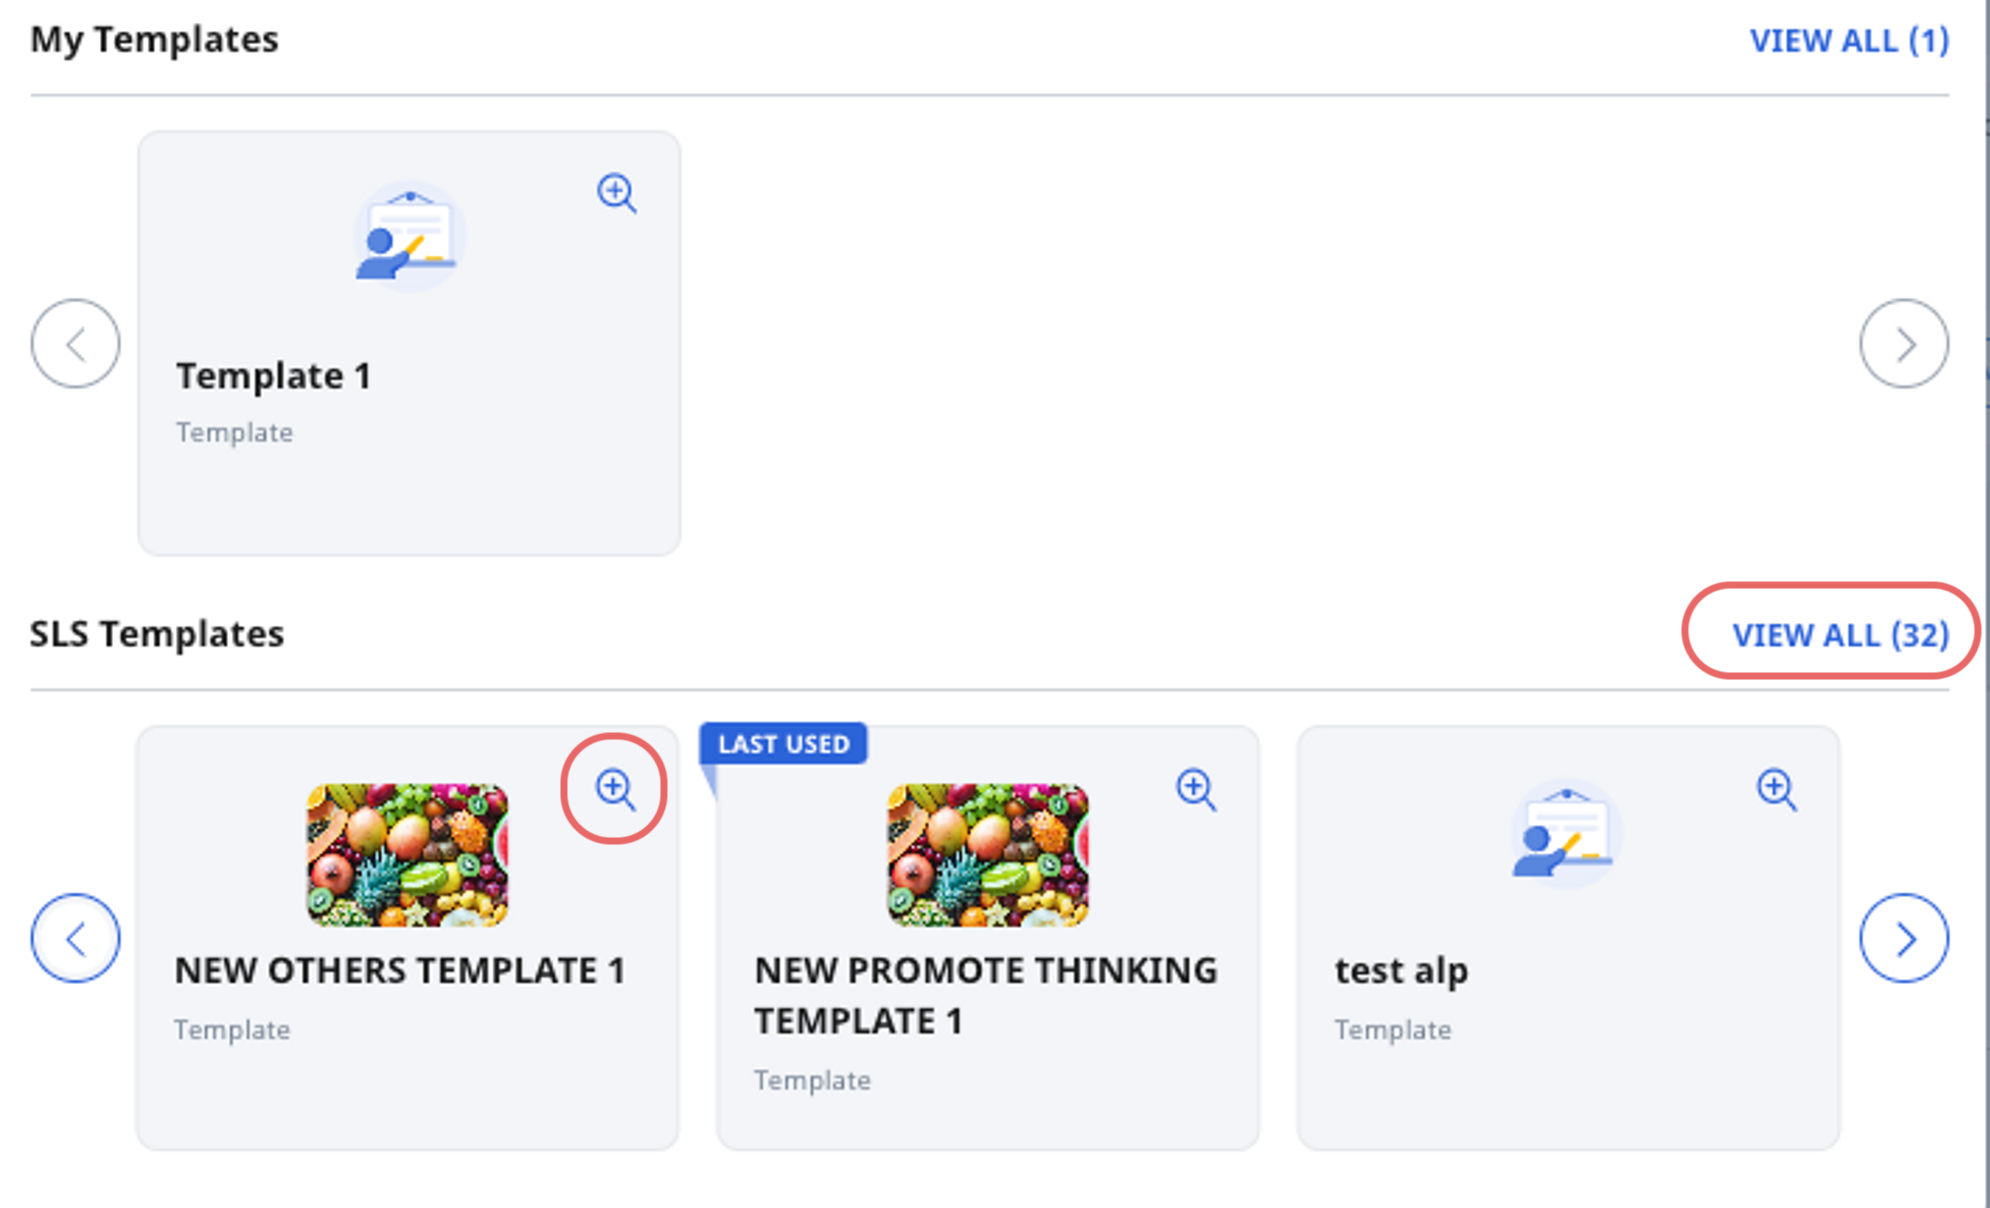 My Templates
VIEW ALL (1)
Template 1
Template
SLS Templates
VIEW ALL (32)
NEW OTHERS TEMPLATE 1
Template
LAST USED
NEW PROMOTE THINKING
TEMPLATE 1
Template
test alp
Template